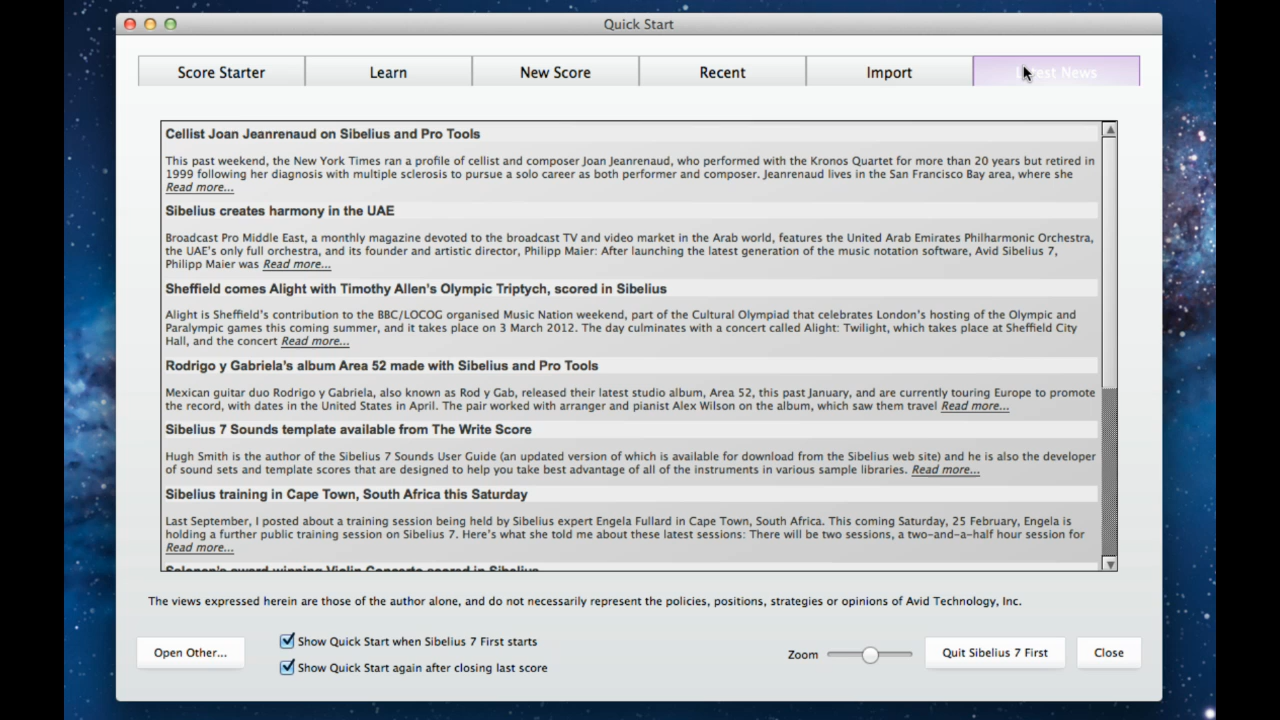 Quick Start
Score Starter
Learn
New Score
Recent
Import
Latest News
Cellist Joan Jeanrenaud on Sibelius and Pro Tools
This past weekend, the New York Times ran a profile of cellist and composer Joan Jeanrenaud, who performed with the Kronos Quartet for more than 20 years but retired in
1999 following her diagnosis with multiple sclerosis to pursue a solo career as both performer and composer. Jeanrenaud lives in the San Francisco Bay area, where she
Read more...
Sibelius creates harmony in the UAE
Broadcast Pro Middle East, a monthly magazine devoted to the broadcast TV and video market in the Arab world, features the United Arab Emirates Philharmonic Orchestra,
the UAE's only full orchestra, and its founder and artistic director, Philipp Maier: After launching the latest generation of the music notation software, Avid Sibelius 7,
Philipp Maier was Read more...
Sheffield comes Alight with Timothy Allen's Olympic Triptych, scored in Sibelius
Alight is Sheffield's contribution to the BBC/LOCOG organised Music Nation weekend, part of the Cultural Olympiad that celebrates London's hosting of the Olympic and
Paralympic games this coming summer, and it takes place on 3 March 2012. The day culminates with a concert called Alight: Twilight, which takes place at Sheffield City
Hall, and the concert Read more...
Rodrigo y Gabriela's album Area 52 made with Sibelius and Pro Tools
Mexican guitar duo Rodrigo y Gabriela, also known as Rod y Gab, released their latest studio album, Area 52, this past January, and are currently touring Europe to promote
the record, with dates in the United States in April. The pair worked with arranger and pianist Alex Wilson on the album, which saw them travel Read more...
Sibelius 7 Sounds template available from The Write Score
Hugh Smith is the author of the Sibelius 7 Sounds User Guide (an updated version of which is available for download from the Sibelius web site) and he is also the developer
of sound sets and template scores that are designed to help you take best advantage of all of the instruments in various sample libraries. Read more...
Sibelius training in Cape Town, South Africa this Saturday
Last September, I posted about a training session being held by Sibelius expert Engela Fullard in Cape Town, South Africa. This coming Saturday, 25 February, Engela is
holding a further public training session on Sibelius 7. Here's what she told me about these latest sessions: There will be two sessions, a two-and-a-half hour session for
Read more...
Salonen's award winning Violin Concerto scored in Sibelius
The views expressed herein are those of the author alone, and do not necessarily represent the policies, positions, strategies or opinions of Avid Technology, Inc.
Open Other...
Show Quick Start when Sibelius 7 First starts
Show Quick Start again after closing last score
Zoom
Quit Sibelius 7 First
Close